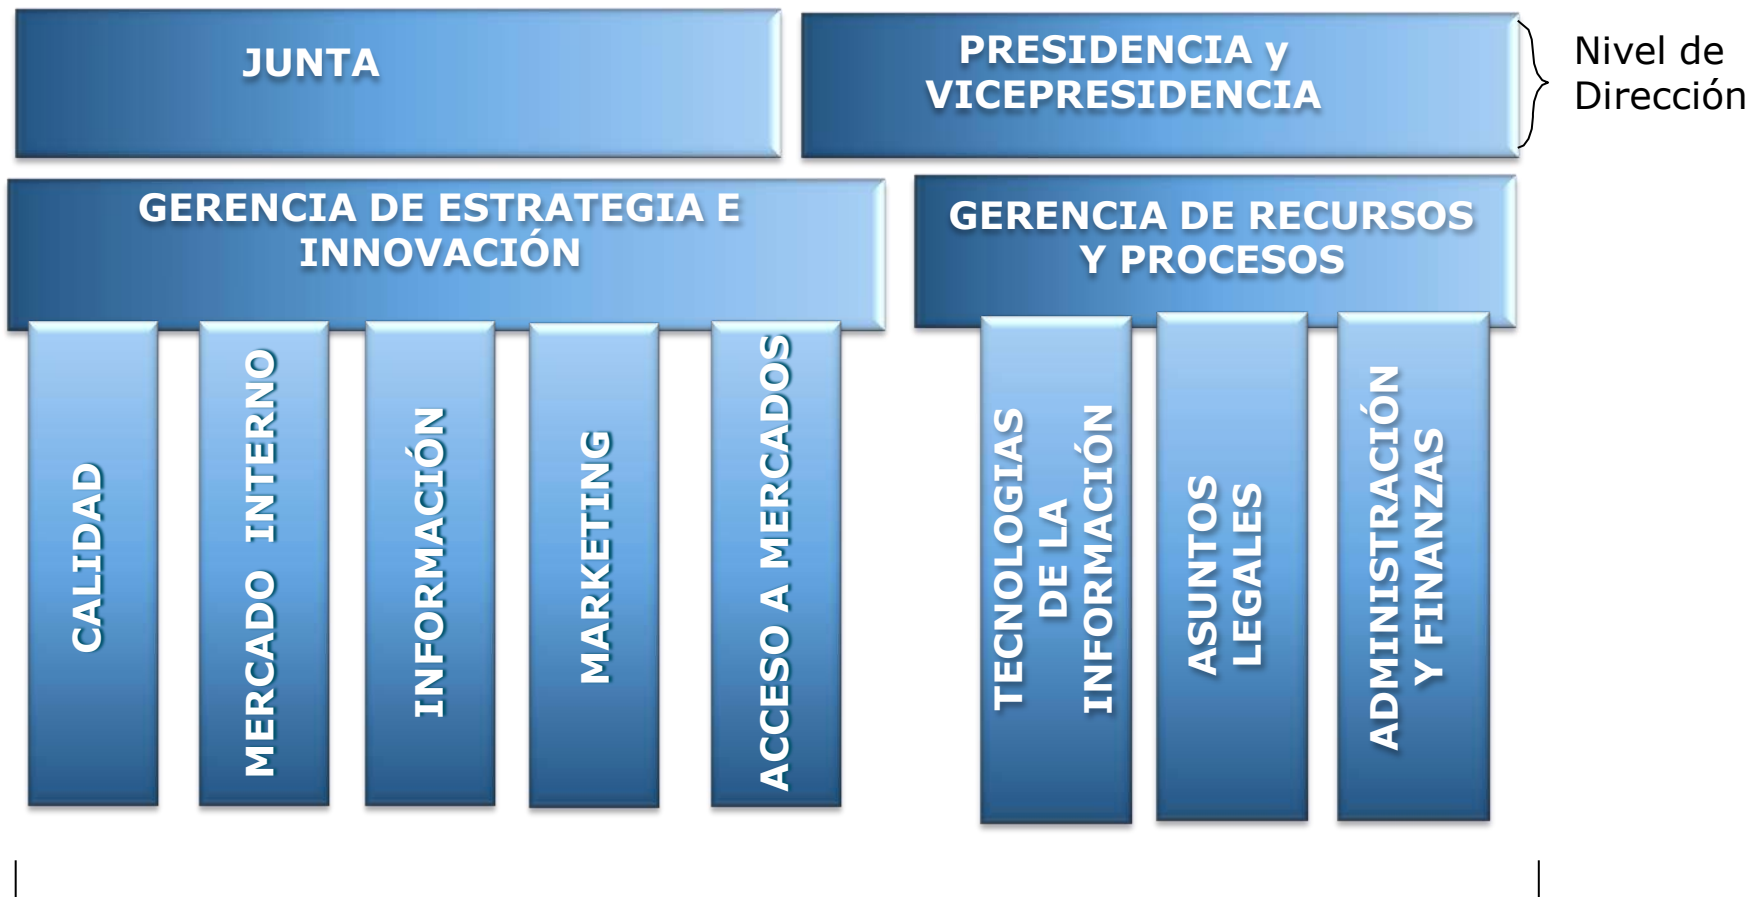 JUNTA
PRESIDENCIA y
VICEPRESIDENCIA
Nivel de
Dirección
GERENCIA DE ESTRATEGIA E
INNOVACIÓN
GERENCIA DE RECURSOS
Y PROCESOS
CALIDAD
MERCADO INTERNO
INFORMACIÓN
MARKETING
ACCESO A MERCADOS
TECNOLOGIAS
DE LA
INFORMACIÓN
ASUNTOS
LEGALES
ADMINISTRACIÓN
Y FINANZAS